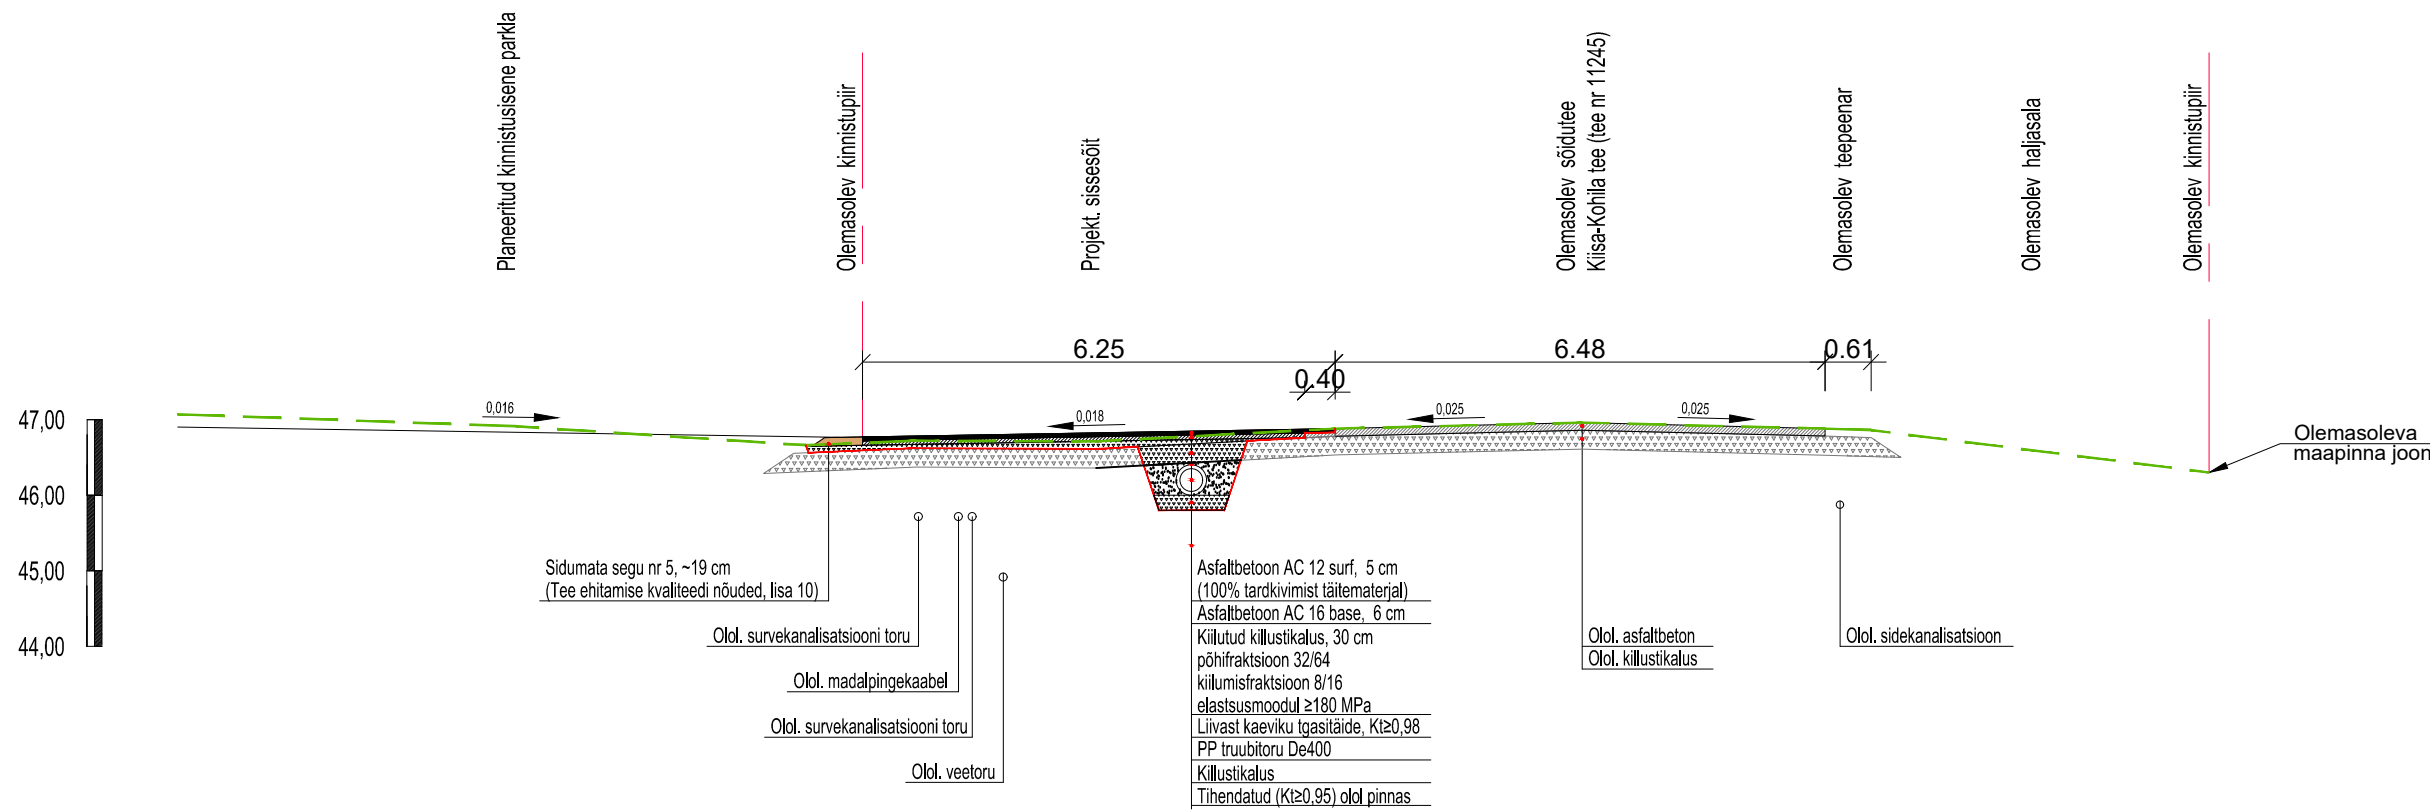 Planeeritud kinnistusisene parkla
Olemasolev kinnistupiir
Projekt. sissesõit
Olemasolev sõidutee
Kiisa-Kohila tee (tee nr 11245)
Olemasolev teepeenar
Olemasolev haljasala
Olemasolev kinnistupiir
6.25
6.48
0.61
0.40
0,016
0,018
0,025
0,025
47,00
46,00
45,00
44,00
Olemasoleva
maapinna joon
Sidumata segu nr 5, ~19 cm
(Tee ehitamise kvaliteedi nõuded, lisa 10)
Olol. survekanalisatsiooni toru
Olol. madalpingekaabel
Olol. survekanalisatsiooni toru
Olol. veetoru
Asfaltbetoon AC 12 surf, 5 cm
(100% tardkivimist täitematerjal)
Asfaltbetoon AC 16 base, 6 cm
Kiilutud killustikalus, 30 cm
põhifraktsioon 32/64
kiilumisfraktsioon 8/16
elastsusmoodul ≥180 MPa
Liivast kaeviku tgasitäide, Kt≥0,98
PP truubitoru De400
Killustikalus
Tihendatud (Kt≥0,95) olol pinnas
Olol. asfaltbeton
Olol. killustikalus
Olol. sidekanalisatsioon